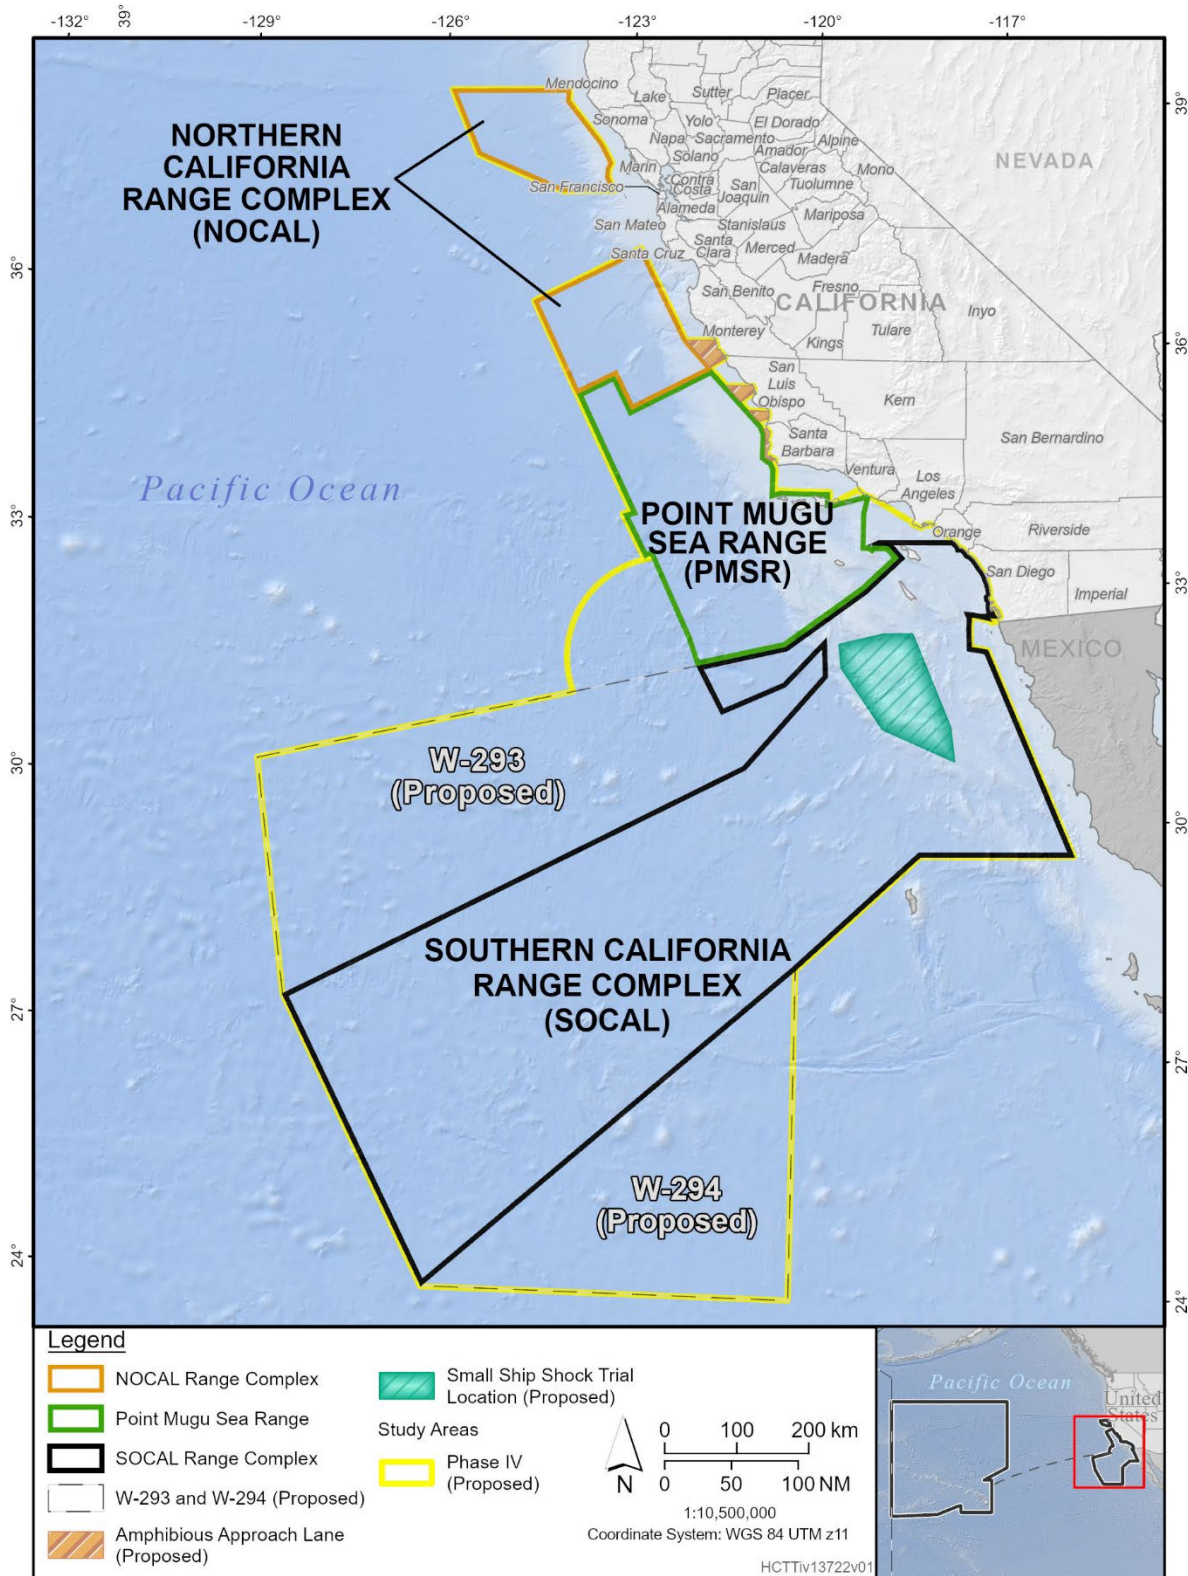 -132°
39°
-129°
-126°
-123°
-120°
-117°
39°
Mendocino
Lake
Sutter
Placer
Sonoma
Yolo
El Dorado
NORTHERN
CALIFORNIA
RANGE COMPLEX
(NOCAL)
Napa
Sacramento
Alpine
Solano
Amador
NEVADA
Marin
Calaveras
Mono
Contra
Costa
San
Joaquin
Tuolumne
San Francisco
Alameda
Mariposa
San Mateo
Stanislaus
Santa
Clara
Merced
Santa Cruz
Madera
36°
San Benito
Fresno
CALIFORNIA
Inyo
Monterey
Kings
Tulare
36°
San
Luis
Obispo
Kern
Santa
Barbara
San Bernardino
Pacific Ocean
Ventura
Los
Angeles
33°
POINT MUGU
SEA RANGE
(PMSR)
Orange
Riverside
San Diego
33°
Imperial
MEXICO
W-293
(Proposed)
30°
30°
SOUTHERN CALIFORNIA
RANGE COMPLEX
(SOCAL)
27°
27°
W-294
(Proposed)
24°
24°
Legend
NOCAL Range Complex
Point Mugu Sea Range
SOCAL Range Complex
W-293 and W-294 (Proposed)
Amphibious Approach Lane
(Proposed)
Small Ship Shock Trial
Location (Proposed)
Study Areas
Phase IV
(Proposed)
N
0 100 200 km
0 50 100 NM
1:10,500,000
Coordinate System: WGS 84 UTM z11
HCTTiv13722v01
Pacific Ocean
United
States